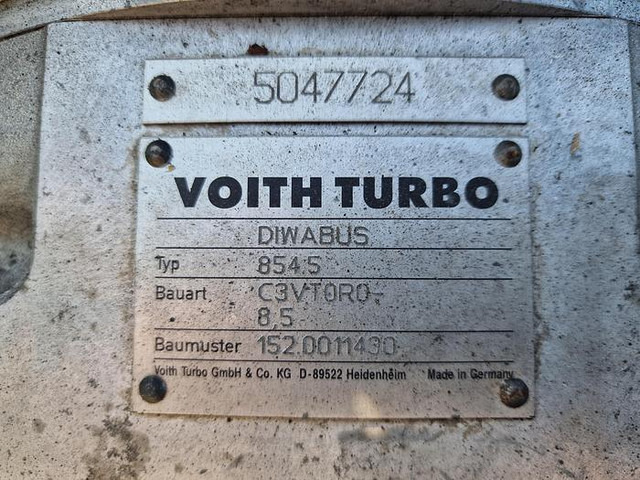 5047724
VOITH TURBO
DIWABUS
Typ 854.5
Bauart C3VT0R0-
8,5
Baumuster 152.00114390
Voith Turbo GmbH & Co. KG D-89522 Heidenheim Made in Germany